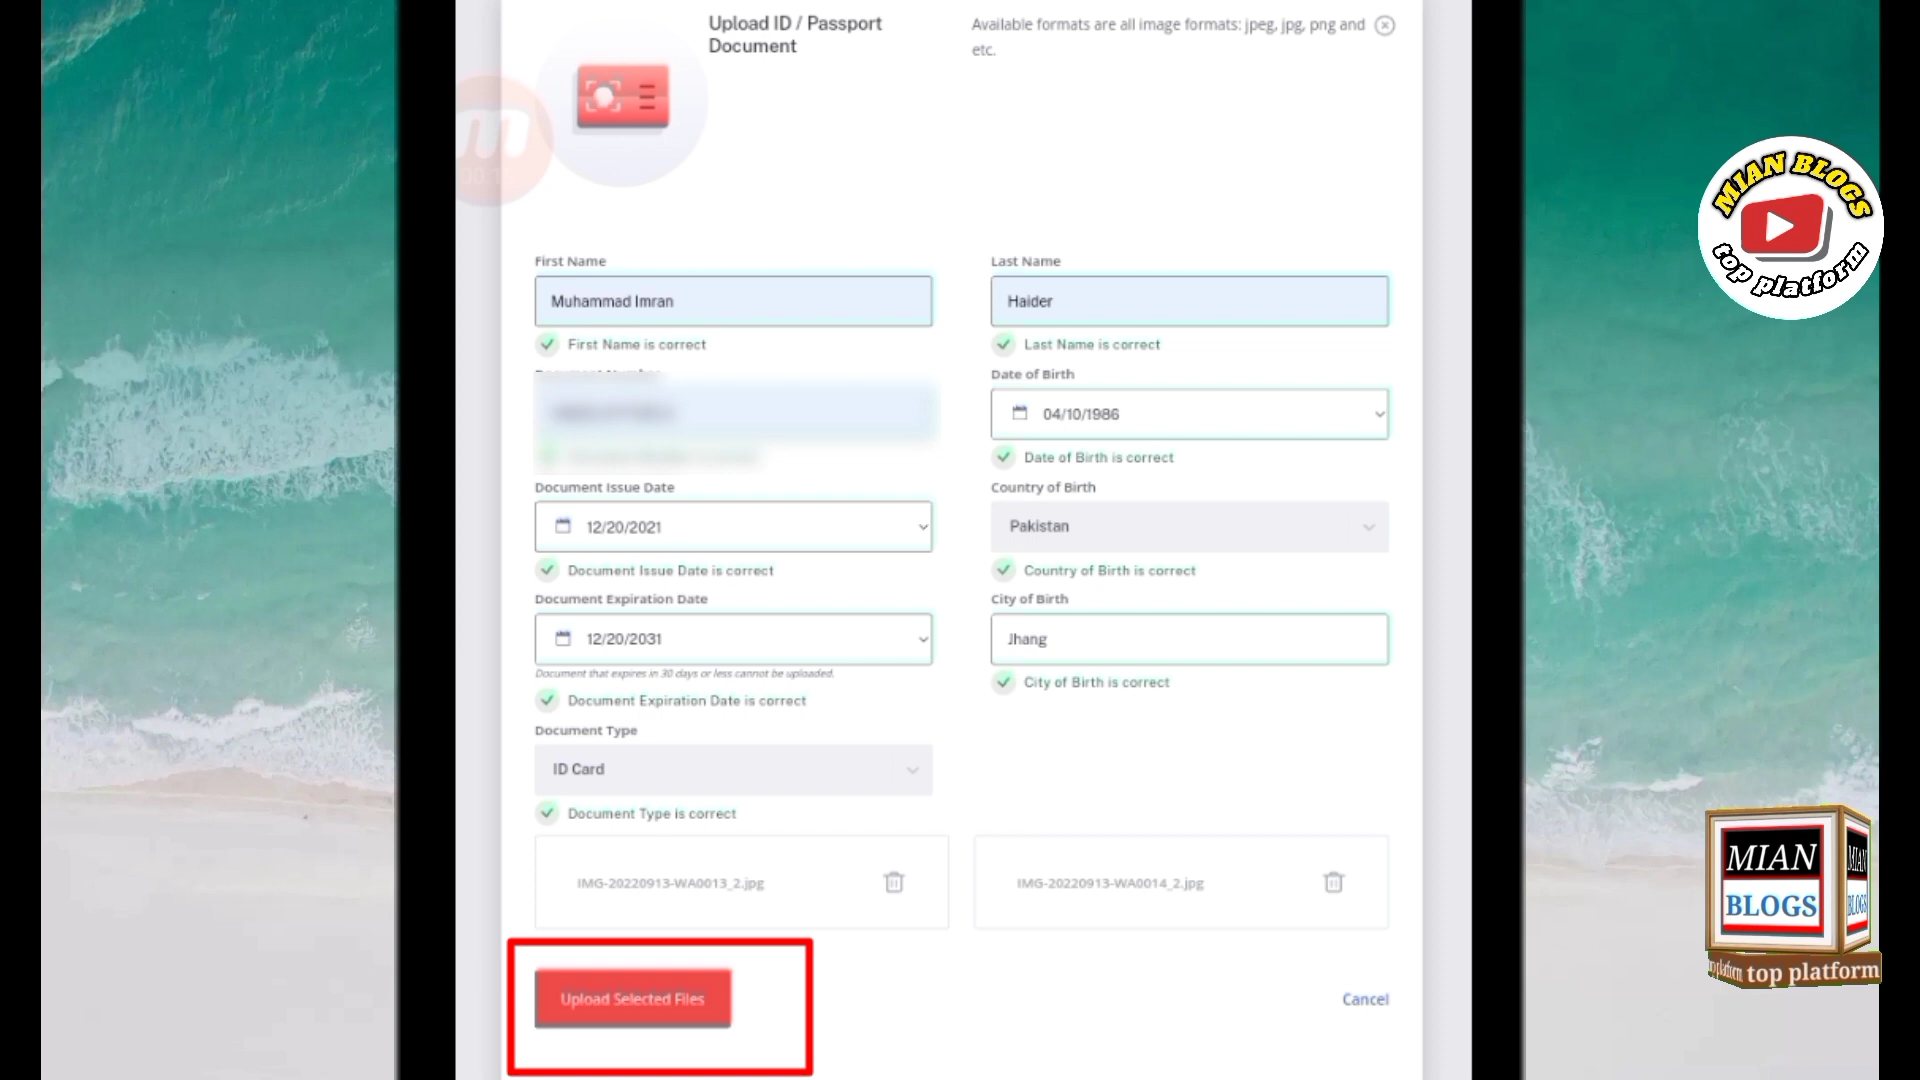 Upload ID / Passport
Document
Available formats are all image formats: jpeg, jpg, png and
etc.
m
MIAN BLOGS
top platform
First Name
Last Name
Muhammad Imran
Haider
First Name is correct
Last Name is correct
Date of Birth
04/10/1986
Date of Birth is correct
Document Issue Date
Country of Birth
12/20/2021
Pakistan
Document Issue Date is correct
Country of Birth is correct
Document Expiration Date
City of Birth
12/20/2031
Jhang
Document that expires in 30 days or less cannot be uploaded.
City of Birth is correct
Document Expiration Date is correct
Document Type
ID Card
Document Type is correct
IMG-20220913-WA0013_2.jpg
IMG-20220913-WA0014_2.jpg
MIAN
BLOGS
MIAN
BLOGS
top platform
Upload Selected Files
Cancel